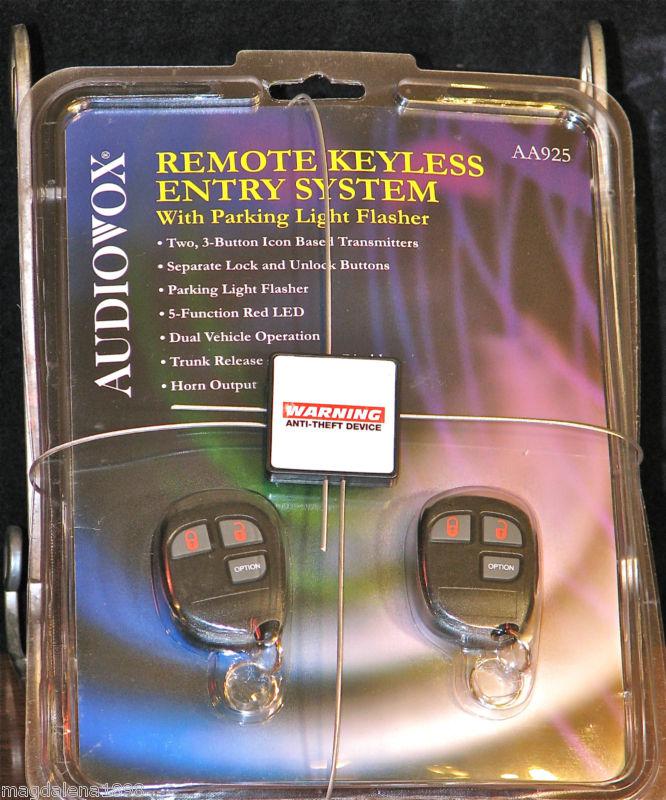 AUDIOVOX®
REMOTE KEYLESS
ENTRY SYSTEM
AA925
With Parking Light Flasher
• Two, 3-Button Icon Based Transmitters
• Separate Lock and Unlock Buttons
• Parking Light Flasher
• 5-Function Red LED
• Dual Vehicle Operation
• Trunk Release
• Horn Output
WARNING
ANTI-THEFT DEVICE
OPTION
OPTION
magdalena1898